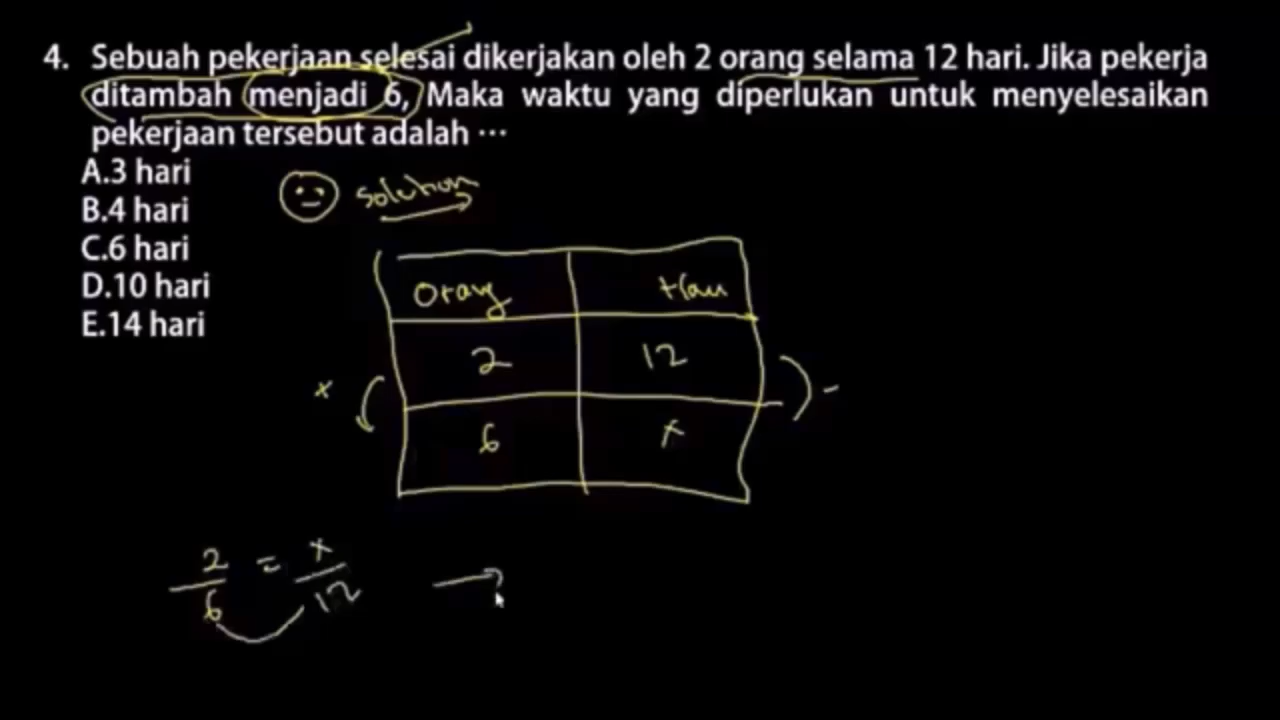 4. Sebuah pekerjaan selesai dikerjakan oleh 2 orang selama 12 hari. Jika pekerja
ditambah menjadi 6, Maka waktu yang diperlukan untuk menyelesaikan
pekerjaan tersebut adalah ...
A.3 hari
B.4 hari
C.6 hari
D.10 hari
E.14 hari
solution
Orang Hari
2 12
+ -
6 x
2/6 = x/12